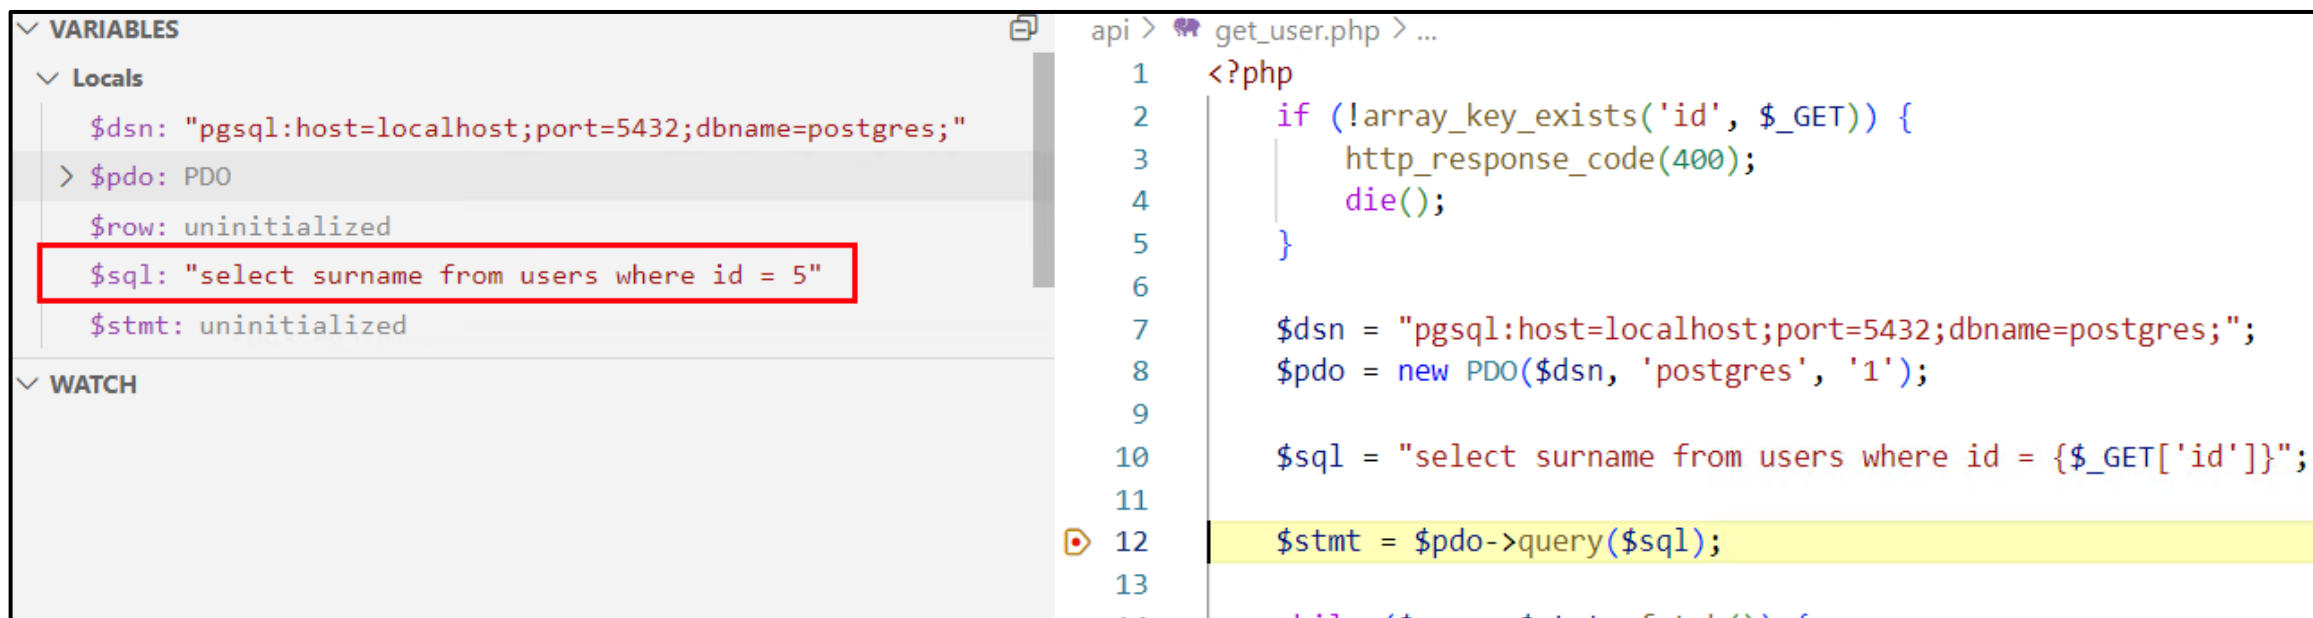 VARIABLES
Locals
$dsn: "pgsql:host=localhost;port=5432;dbname=postgres;"
$pdo: PDO
$row: uninitialized
$sql: "select surname from users where id = 5"
$stmt: uninitialized
WATCH
api > get_user.php > ...
1 <?php
2 if (!array_key_exists('id', $_GET)) {
3 http_response_code(400);
4 die();
5 }
6
7 $dsn = "pgsql:host=localhost;port=5432;dbname=postgres;";
8 $pdo = new PDO($dsn, 'postgres', '1');
9
10 $sql = "select surname from users where id = {$_GET['id']}";
11
12 $stmt = $pdo->query($sql);
13